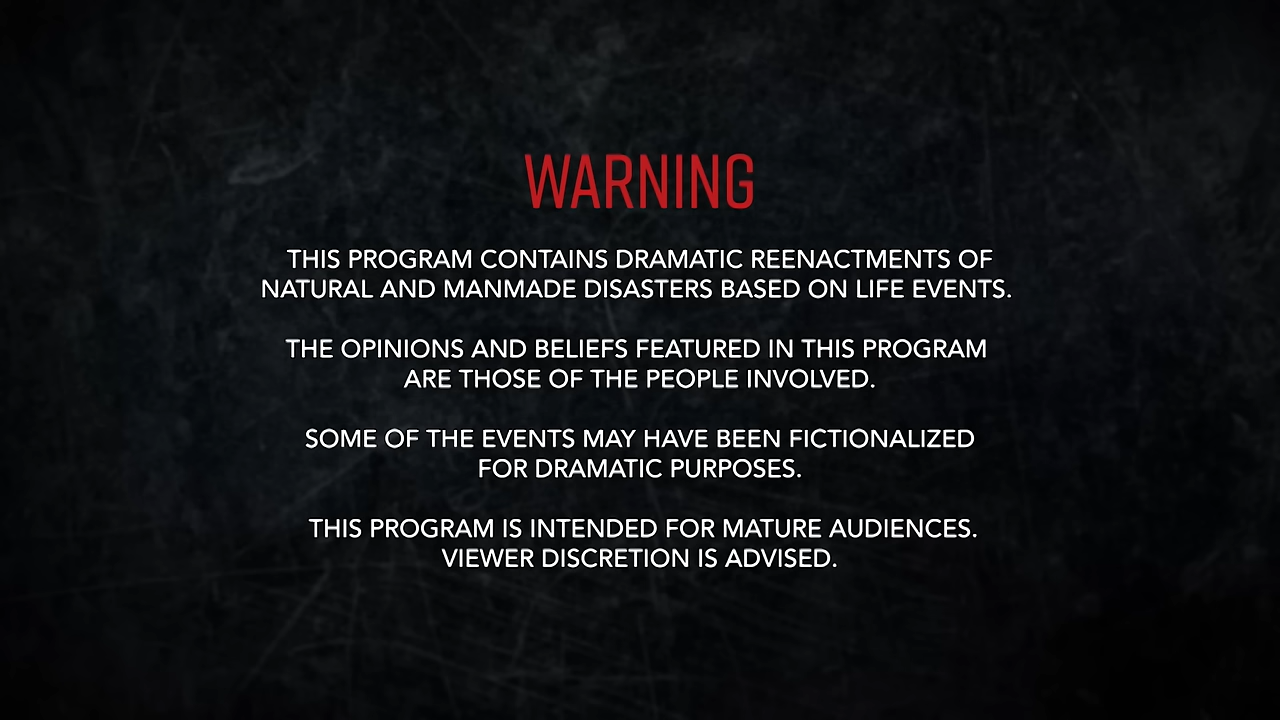 WARNING
THIS PROGRAM CONTAINS DRAMATIC REENACTMENTS OF
NATURAL AND MANMADE DISASTERS BASED ON LIFE EVENTS.
THE OPINIONS AND BELIEFS FEATURED IN THIS PROGRAM
ARE THOSE OF THE PEOPLE INVOLVED.
SOME OF THE EVENTS MAY HAVE BEEN FICTIONALIZED
FOR DRAMATIC PURPOSES.
THIS PROGRAM IS INTENDED FOR MATURE AUDIENCES.
VIEWER DISCRETION IS ADVISED.